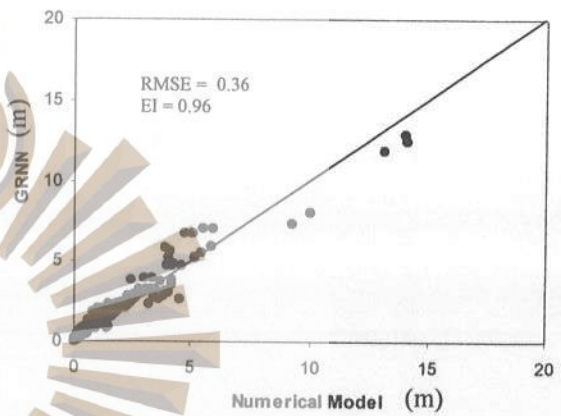 20
15
10
5
0
GRNN (m)
RMSE = 0.36
EI = 0.96
0 5 10 15 20
Numerical Model (m)